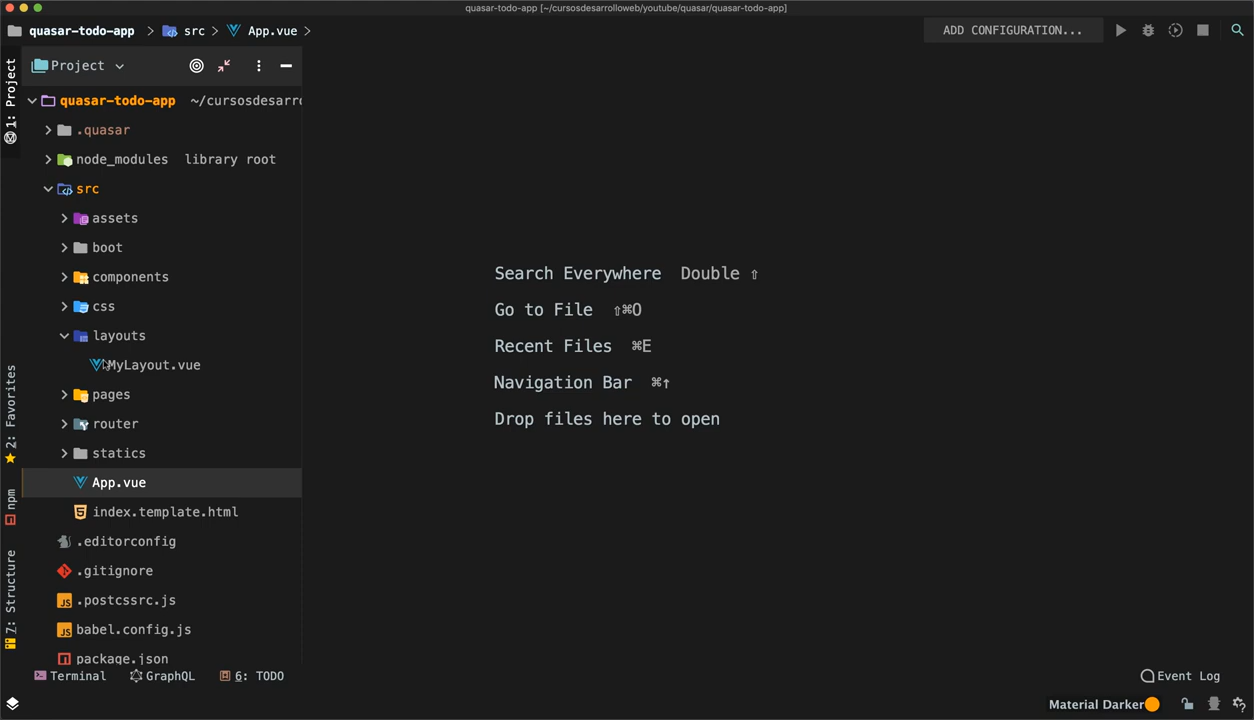 quasar-todo-app [~/cursosdesarrolloweb/youtube/quasar/quasar-todo-app]
quasar-todo-app > src > App.vue >
ADD CONFIGURATION...
1: Project
Project
quasar-todo-app ~/cursosdesarro
.quasar
node_modules library root
src
assets
boot
components
css
layouts
MyLayout.vue
pages
router
statics
App.vue
index.template.html
.editorconfig
.gitignore
.postcssrc.js
babel.config.js
package.json
Search Everywhere Double ⇧
Go to File ⇧⌘O
Recent Files ⌘E
Navigation Bar ⌘↑
Drop files here to open
2: Favorites
npm
7: Structure
Terminal
GraphQL
6: TODO
Event Log
Material Darker